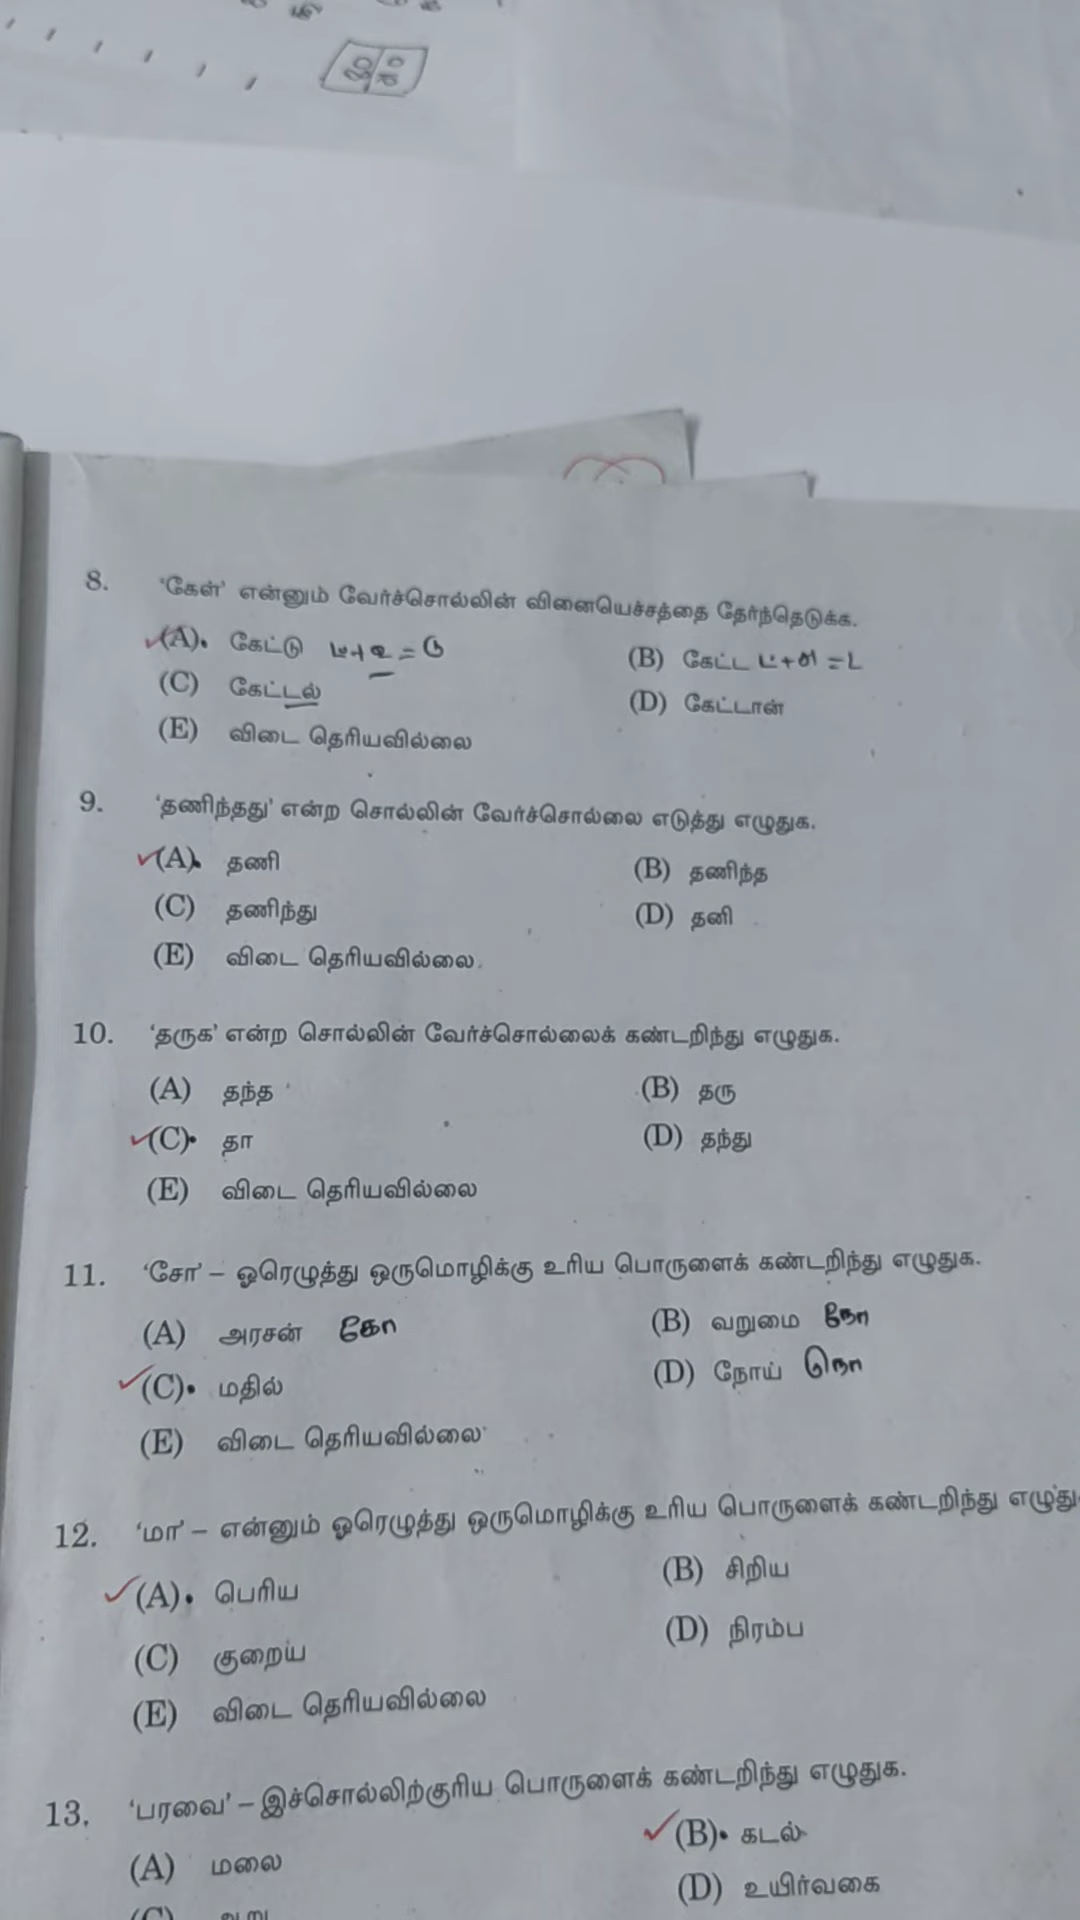 8. 'கேள்' என்னும் வேர்ச்சொல்லின் வினையெச்சத்தை தேர்ந்தெடுக்க.
(A) கேட்டு ட்+உ=டு (B) கேட்ட ட்+அ=ட
(C) கேட்டல் (D) கேட்டான்
(E) விடை தெரியவில்லை
9. 'தணிந்தது' என்ற சொல்லின் வேர்ச்சொல்லை எடுத்து எழுதுக.
(A) தணி (B) தணிந்த
(C) தணிந்து (D) தனி
(E) விடை தெரியவில்லை
10. 'தருக' என்ற சொல்லின் வேர்ச்சொல்லைக் கண்டறிந்து எழுதுக.
(A) தந்த (B) தரு
(C) தா (D) தந்து
(E) விடை தெரியவில்லை
11. 'சோ' – ஓரெழுத்து ஒருமொழிக்கு உரிய பொருளைக் கண்டறிந்து எழுதுக.
(A) அரசன் கோ (B) வறுமை நோ
(C) மதில் (D) நோய் நொ
(E) விடை தெரியவில்லை
12. 'மா' – என்னும் ஓரெழுத்து ஒருமொழிக்கு உரிய பொருளைக் கண்டறிந்து எழுது
(A) பெரிய (B) சிறிய
(C) குறைய (D) நிரம்ப
(E) விடை தெரியவில்லை
13. 'பரவை' – இச்சொல்லிற்குரிய பொருளைக் கண்டறிந்து எழுதுக.
(A) மலை (B) கடல்
(D) உயிர்வகை